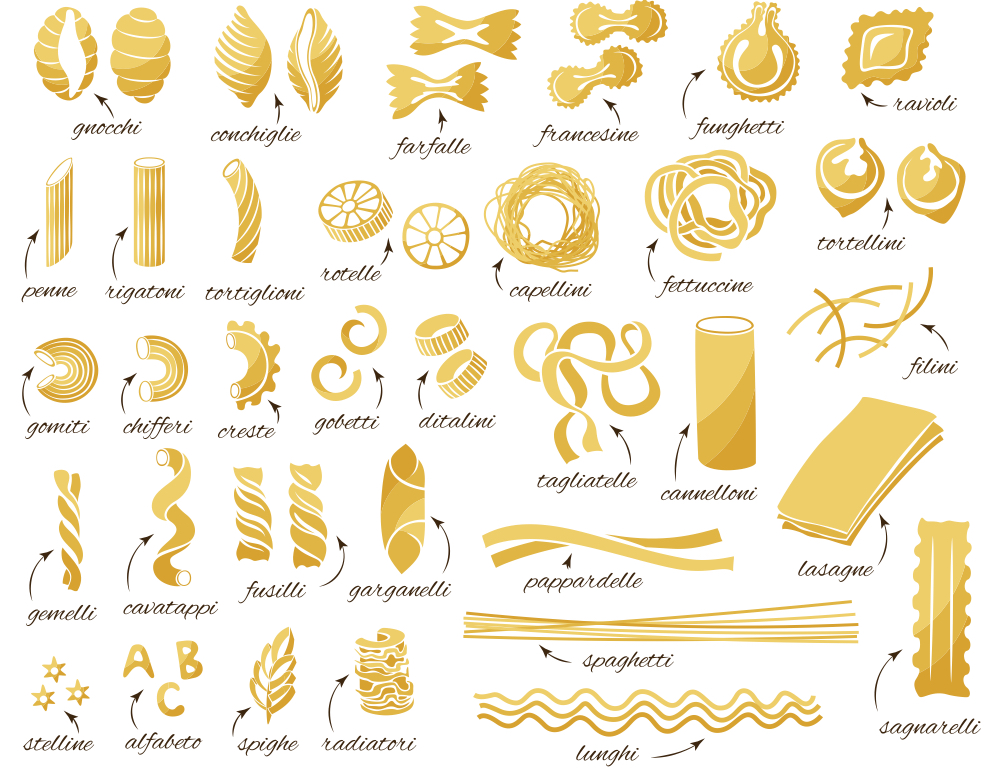 gnocchi
conchiglie
farfalle
francesine
funghetti
ravioli
penne
rigatoni
tortiglioni
rotelle
capellini
fettuccine
tortellini
gomiti
chifferi
creste
gobetti
ditalini
tagliatelle
cannelloni
filini
gemelli
cavatappi
fusilli
garganelli
pappardelle
lasagne
spaghetti
A B
C
stelline
alfabeto
spighe
radiatori
lunghi
sagnarelli